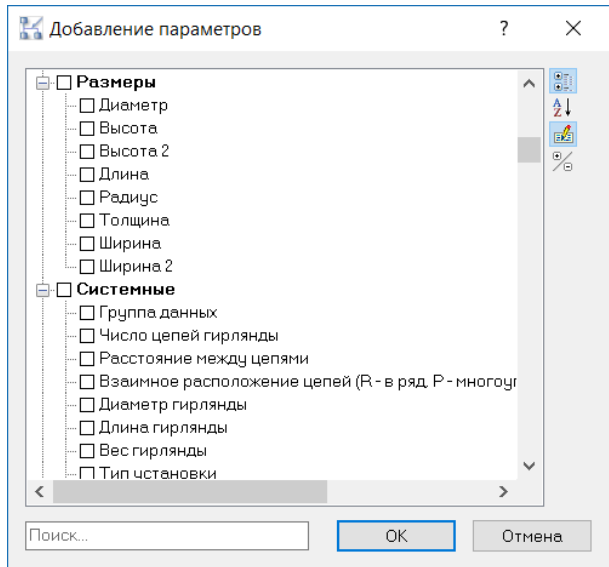 Добавление параметров
Размеры
Диаметр
Высота
Высота 2
Длина
Радиус
Толщина
Ширина
Ширина 2
Системные
Группа данных
Число цепей гирлянды
Расстояние между цепями
Взаимное расположение цепей (R - в ряд, P - многоуг
Диаметр гирлянды
Длина гирлянды
Вес гирлянды
Тип установки
Поиск...
OK
Отмена